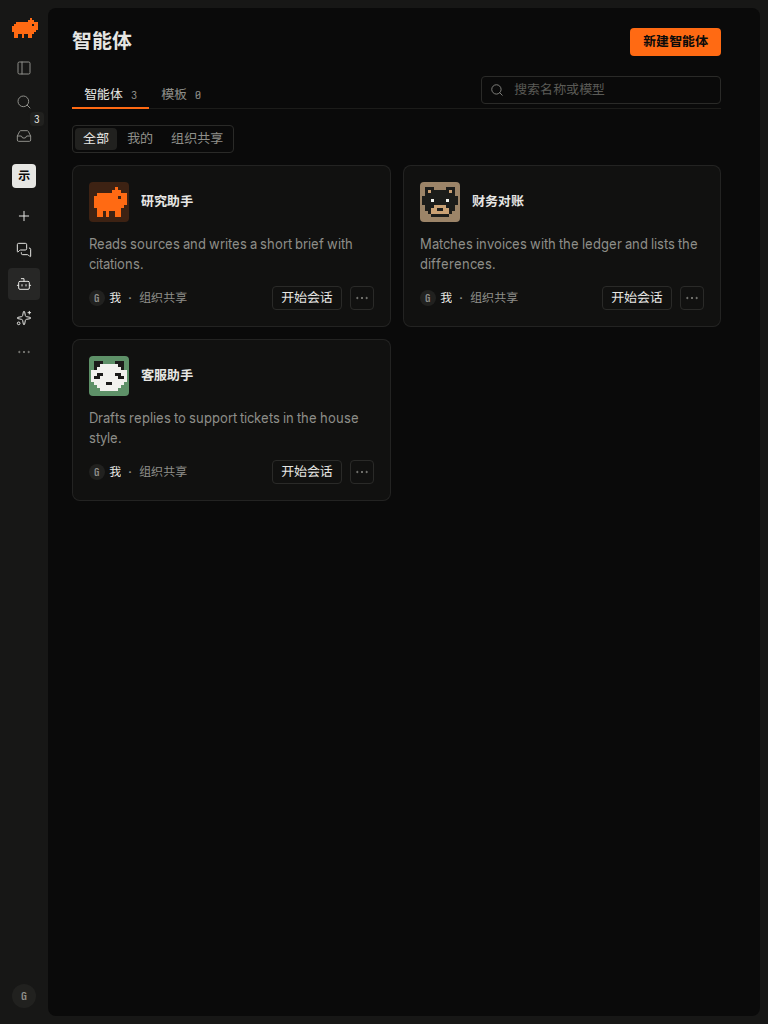 智能体
新建智能体
智能体 3
模板 0
搜索名称或模型
3
示
全部
我的
组织共享
研究助手
Reads sources and writes a short brief with
citations.
G 我 · 组织共享
开始会话
财务对账
Matches invoices with the ledger and lists the
differences.
G 我 · 组织共享
开始会话
客服助手
Drafts replies to support tickets in the house
style.
G 我 · 组织共享
开始会话
G